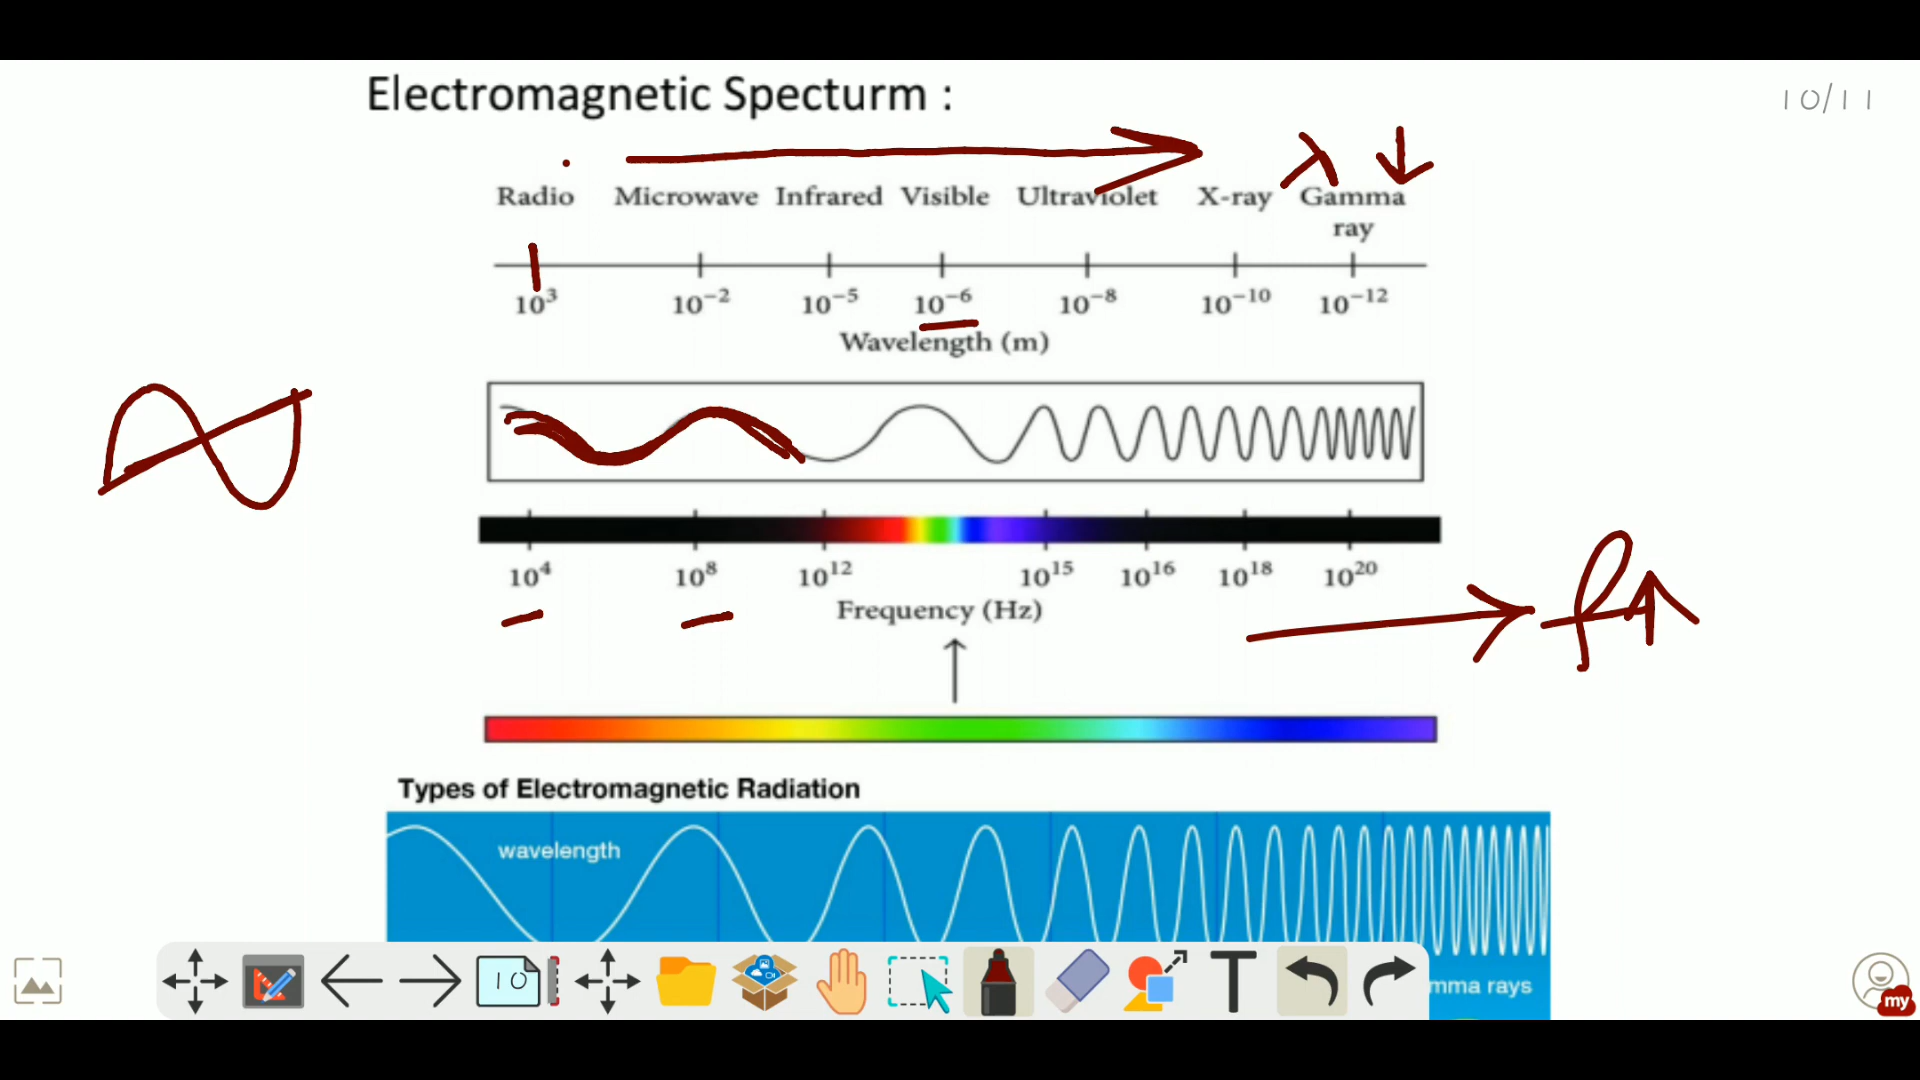 Electromagnetic Specturm :
10/11
λ ↓
Radio Microwave Infrared Visible Ultraviolet X-ray Gamma
ray
10³ 10⁻² 10⁻⁵ 10⁻⁶ 10⁻⁸ 10⁻¹⁰ 10⁻¹²
Wavelength (m)
10⁴ 10⁸ 10¹² 10¹⁵ 10¹⁶ 10¹⁸ 10²⁰
Frequency (Hz)
f↑
Types of Electromagnetic Radiation
wavelength
10
T
mma rays
my